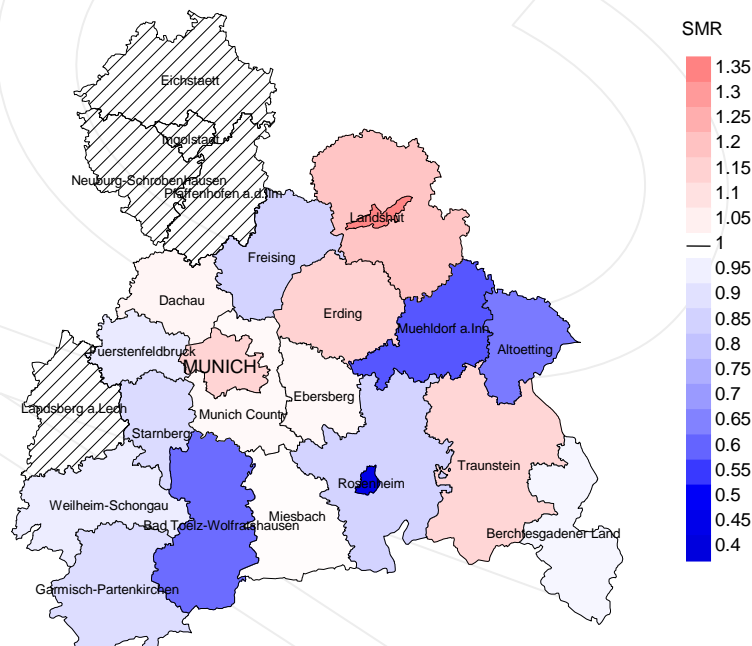 SMR
1.35
1.3
1.25
1.2
1.15
1.1
1.05
1
0.95
0.9
0.85
0.8
0.75
0.7
0.65
0.6
0.55
0.5
0.45
0.4
Eichstaett
Ingolstadt
Neuburg-Schrobenhausen
Pfaffenhofen a.d.Ilm
Landshut
Freising
Dachau
Erding
Muehldorf a.Inn
Altoetting
Fuerstenfeldbruck
MUNICH
Ebersberg
Landsberg a.Lech
Munich County
Starnberg
Traunstein
Rosenheim
Weilheim-Schongau
Miesbach
Bad Toelz-Wolfratshausen
Berchtesgadener Land
Garmisch-Partenkirchen